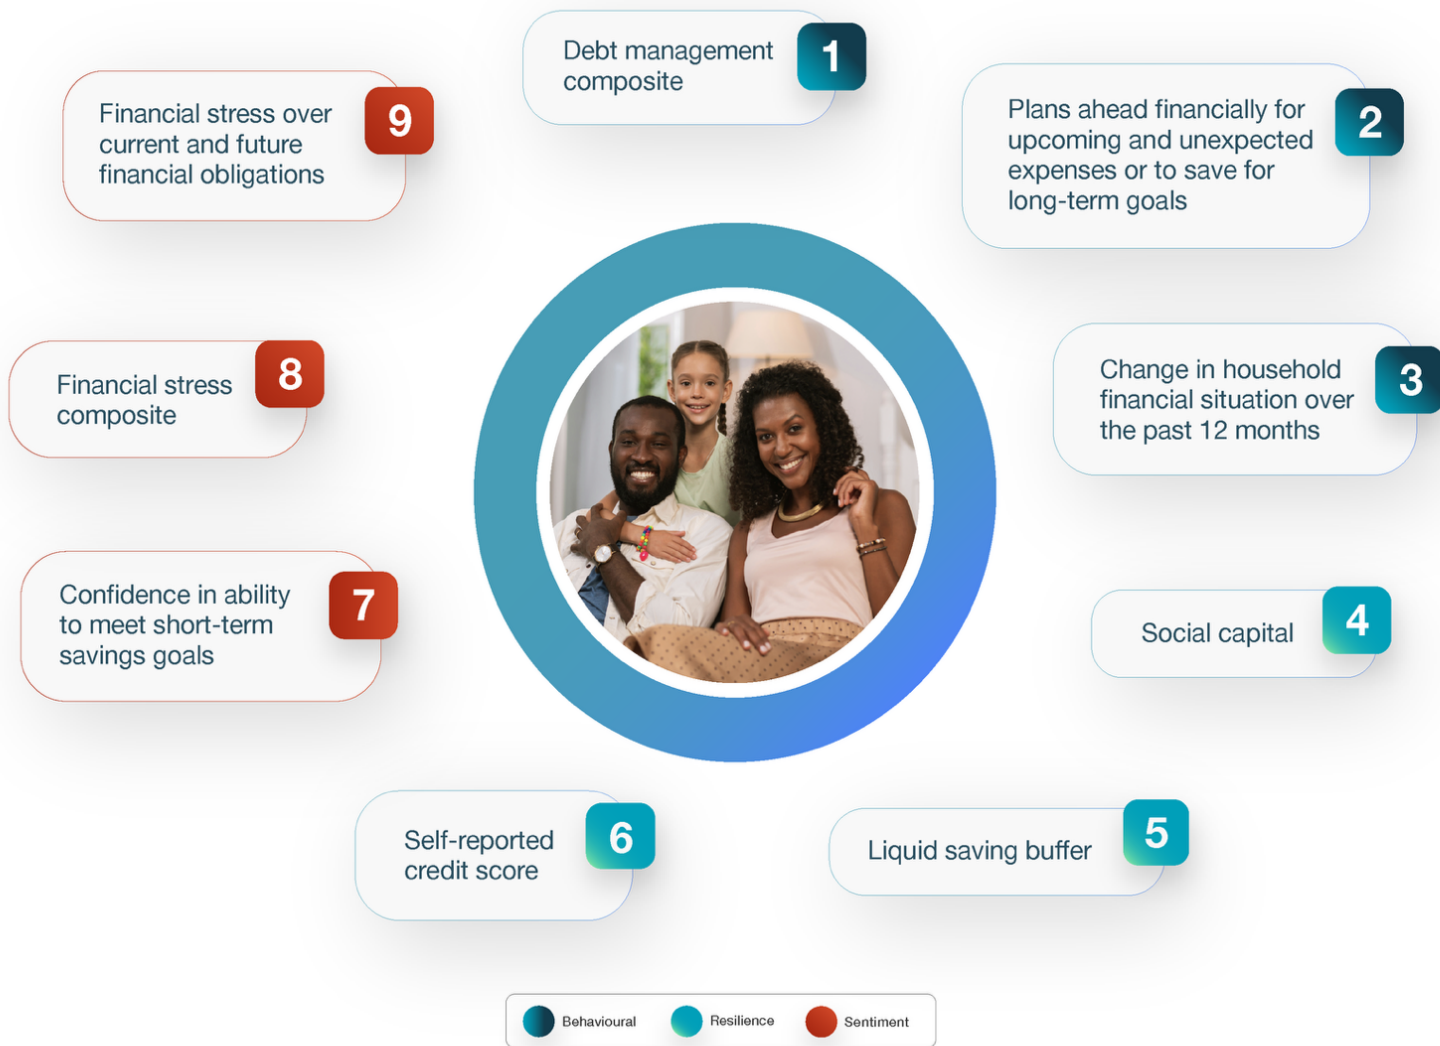 Debt management
composite
1
Plans ahead financially for
upcoming and unexpected
expenses or to save for
long-term goals
2
Change in household
financial situation over
the past 12 months
3
Social capital
4
Liquid saving buffer
5
Self-reported
credit score
6
Confidence in ability
to meet short-term
savings goals
7
Financial stress
composite
8
Financial stress over
current and future
financial obligations
9
Behavioural
Resilience
Sentiment